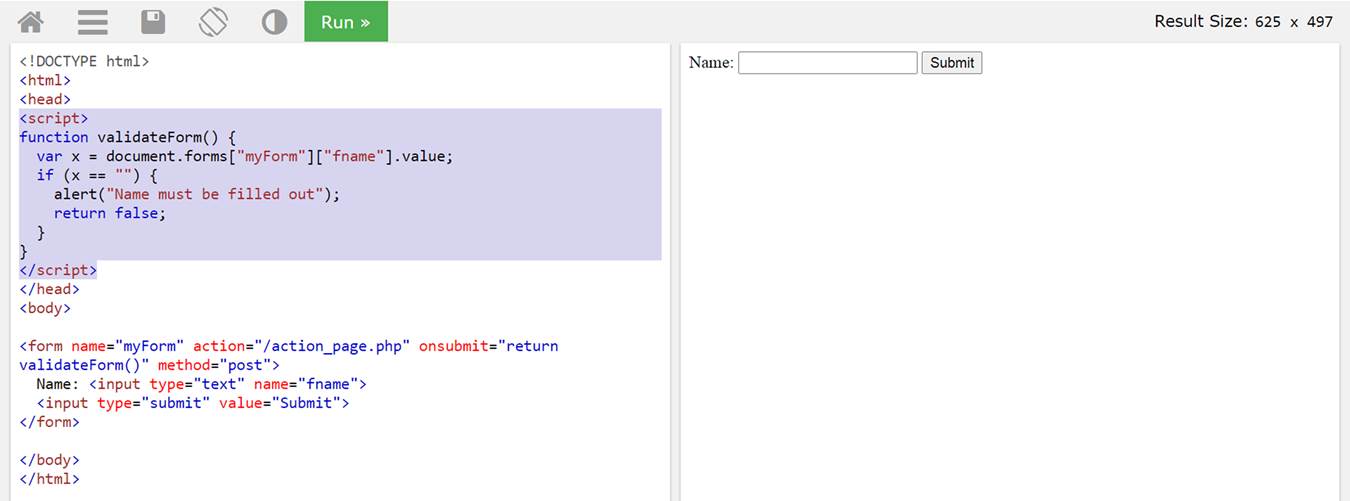 Run »
Result Size: 625 x 497
<!DOCTYPE html>
<html>
<head>
<script>
function validateForm() {
  var x = document.forms["myForm"]["fname"].value;
  if (x == "") {
    alert("Name must be filled out");
    return false;
  }
}
</script>
</head>
<body>

<form name="myForm" action="/action_page.php" onsubmit="return
validateForm()" method="post">
  Name: <input type="text" name="fname">
  <input type="submit" value="Submit">
</form>

</body>
</html>
Name: Submit